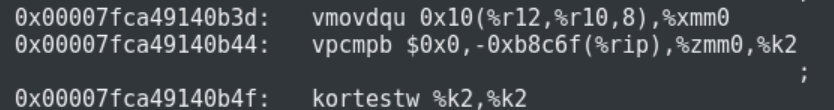 0x00007fca49140b3d:   vmovdqu 0x10(%r12,%r10,8),%xmm0
0x00007fca49140b44:   vpcmpb $0x0,-0xb8c6f(%rip),%zmm0,%k2
;
0x00007fca49140b4f:   kortestw %k2,%k2